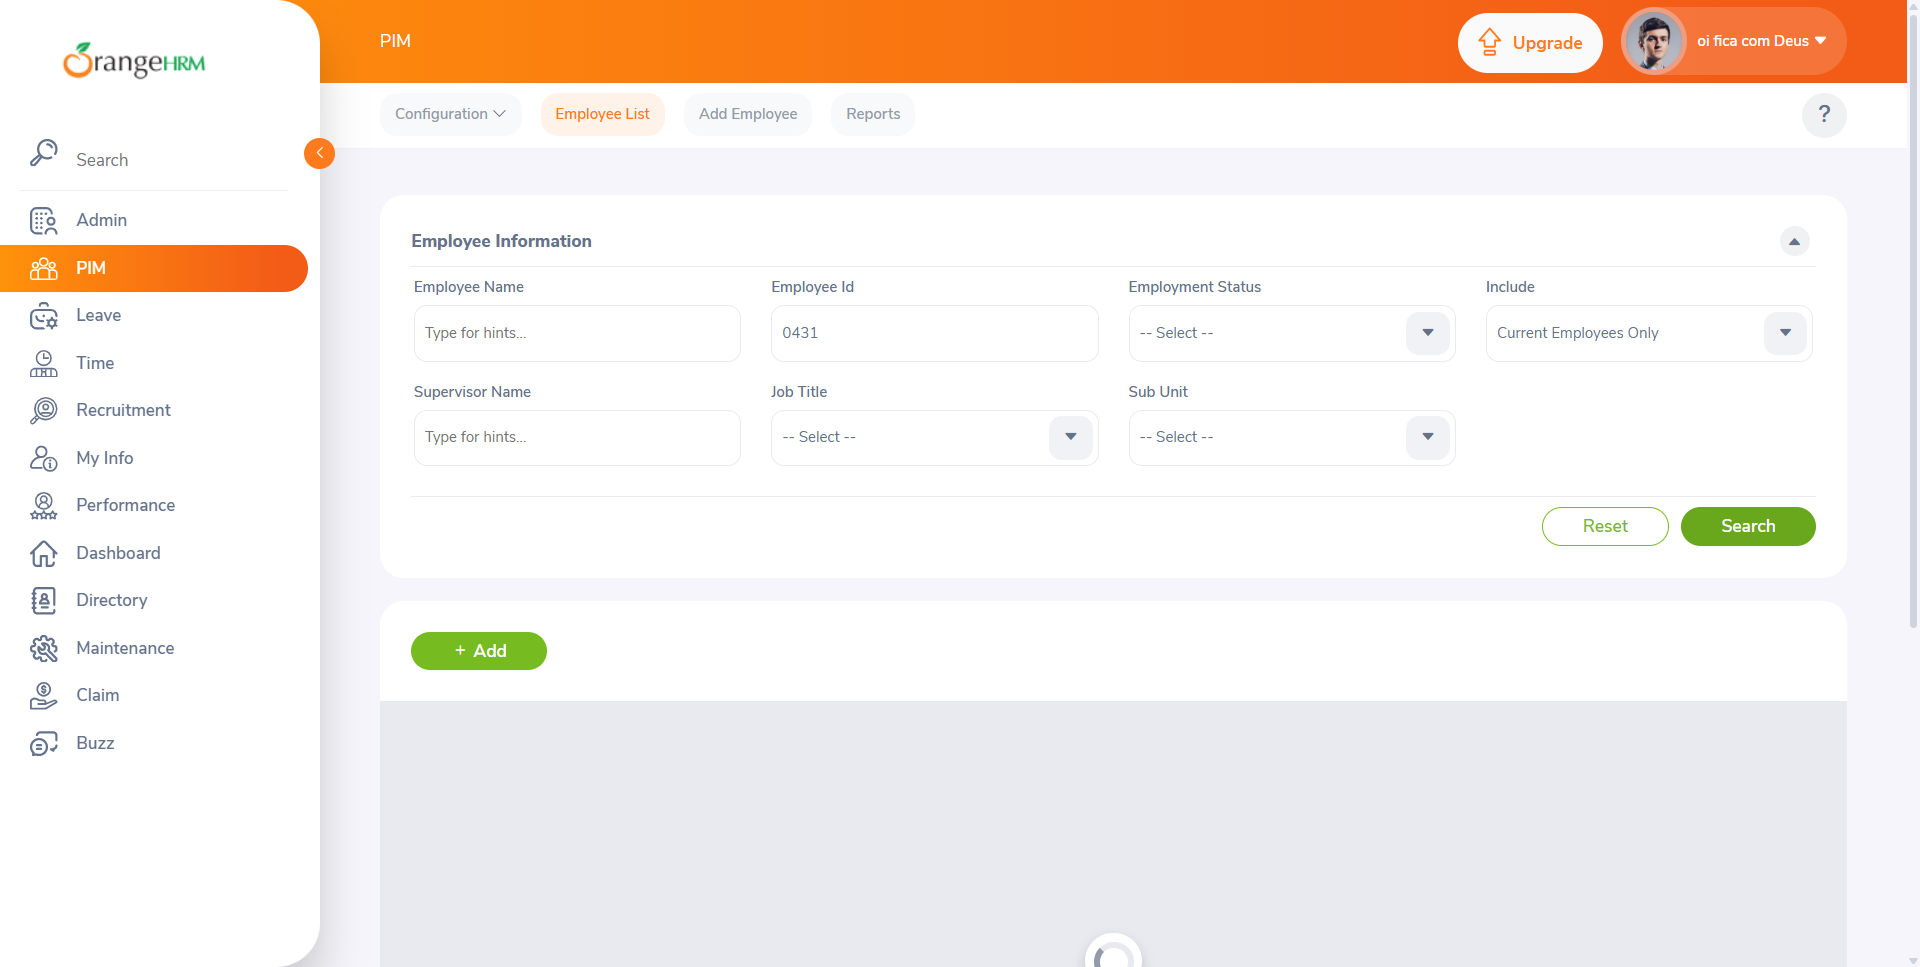 OrangeHRM
PIM
Upgrade
oi fica com Deus
Configuration
Employee List
Add Employee
Reports
?
Search
Admin
PIM
Leave
Time
Recruitment
My Info
Performance
Dashboard
Directory
Maintenance
Claim
Buzz
Employee Information
Employee Name
Employee Id
Employment Status
Include
Type for hints...
0431
-- Select --
Current Employees Only
Supervisor Name
Job Title
Sub Unit
Type for hints...
-- Select --
-- Select --
Reset
Search
+ Add